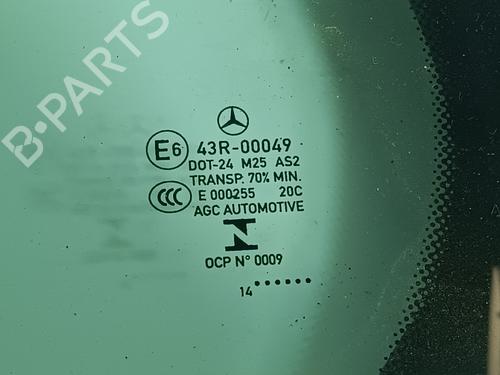 B-PARTS
E6 43R-00049
DOT-24 M25 AS2
TRANSP. 70% MIN.
CCC E 000255 20C
AGC AUTOMOTIVE
N
OCP N° 0009
14 ••••••